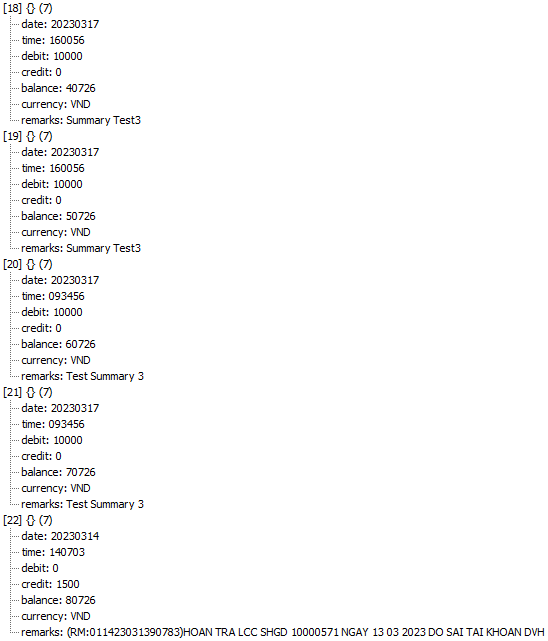 [18] {} (7)
date: 20230317
time: 160056
debit: 10000
credit: 0
balance: 40726
currency: VND
remarks: Summary Test3
[19] {} (7)
date: 20230317
time: 160056
debit: 10000
credit: 0
balance: 50726
currency: VND
remarks: Summary Test3
[20] {} (7)
date: 20230317
time: 093456
debit: 10000
credit: 0
balance: 60726
currency: VND
remarks: Test Summary 3
[21] {} (7)
date: 20230317
time: 093456
debit: 10000
credit: 0
balance: 70726
currency: VND
remarks: Test Summary 3
[22] {} (7)
date: 20230314
time: 140703
debit: 0
credit: 1500
balance: 80726
currency: VND
remarks: (RM:011423031390783)HOAN TRA LCC SHGD 10000571 NGAY 13 03 2023 DO SAI TAI KHOAN DVH